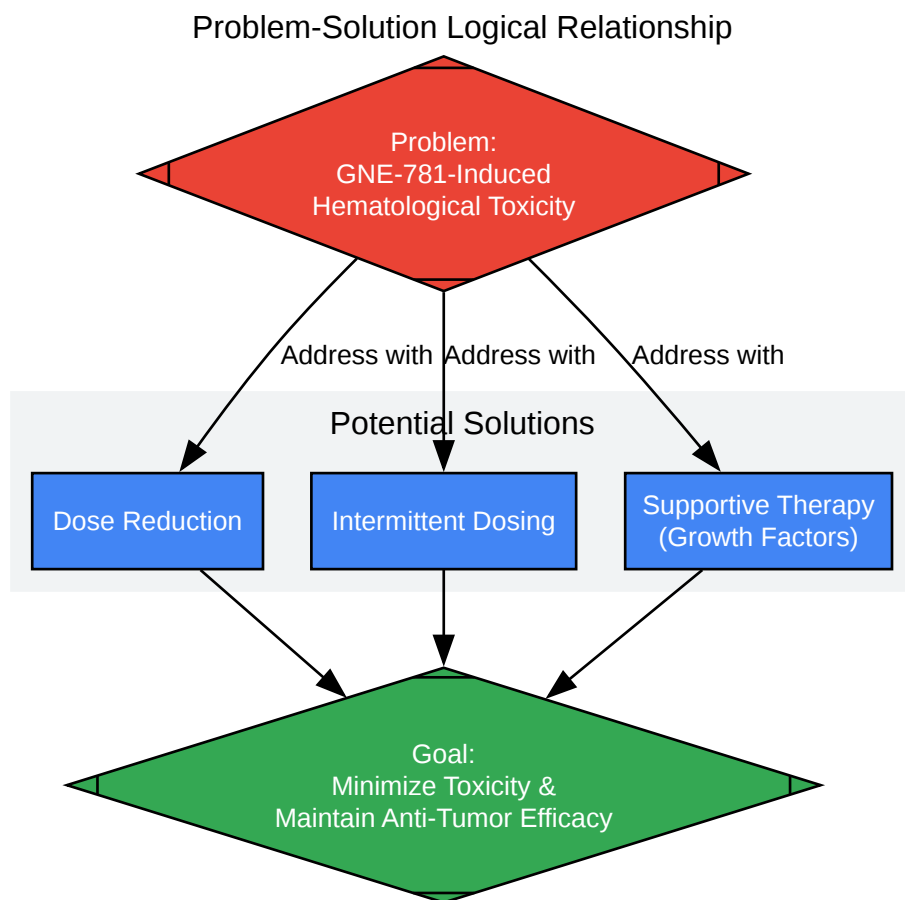 Problem-Solution Logical Relationship
Problem:
GNE-781-Induced
Hematological Toxicity
Address with
Address with
Address with
Potential Solutions
Dose Reduction
Intermittent Dosing
Supportive Therapy
(Growth Factors)
Goal:
Minimize Toxicity &
Maintain Anti-Tumor Efficacy